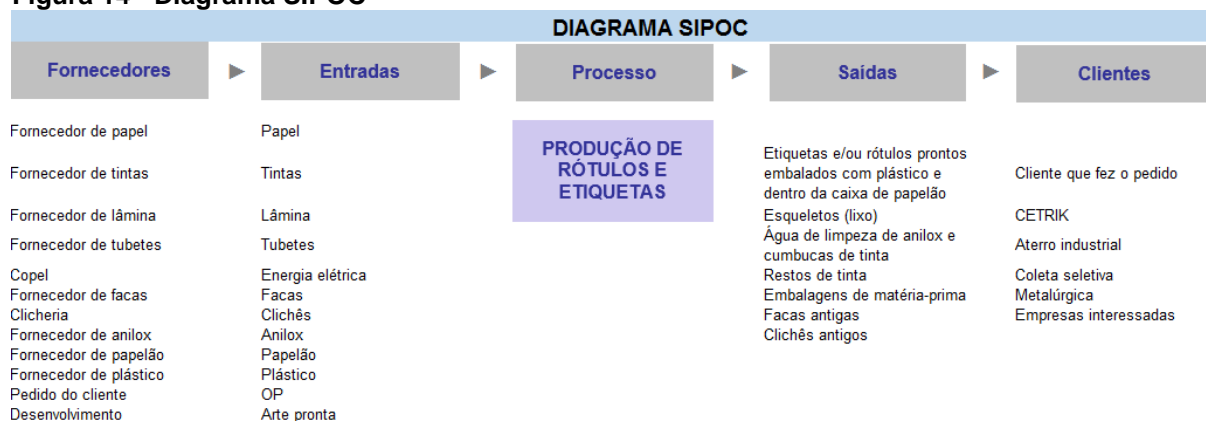 Figura 14 - Diagrama SIPOC
DIAGRAMA SIPOC
Fornecedores ► Entradas ► Processo ► Saídas ► Clientes
Fornecedor de papel
Fornecedor de tintas
Fornecedor de lâmina
Fornecedor de tubetes
Copel
Fornecedor de facas
Clicheria
Fornecedor de anilox
Fornecedor de papelão
Fornecedor de plástico
Pedido do cliente
Desenvolvimento
Papel
Tintas
Lâmina
Tubetes
Energia elétrica
Facas
Clichês
Anilox
Papelão
Plástico
OP
Arte pronta
PRODUÇÃO DE
RÓTULOS E
ETIQUETAS
Etiquetas e/ou rótulos prontos
embalados com plástico e
dentro da caixa de papelão
Esqueletos (lixo)
Água de limpeza de anilox e
cumbucas de tinta
Restos de tinta
Embalagens de matéria-prima
Facas antigas
Clichês antigos
Cliente que fez o pedido
CETRIK
Aterro industrial
Coleta seletiva
Metalúrgica
Empresas interessadas